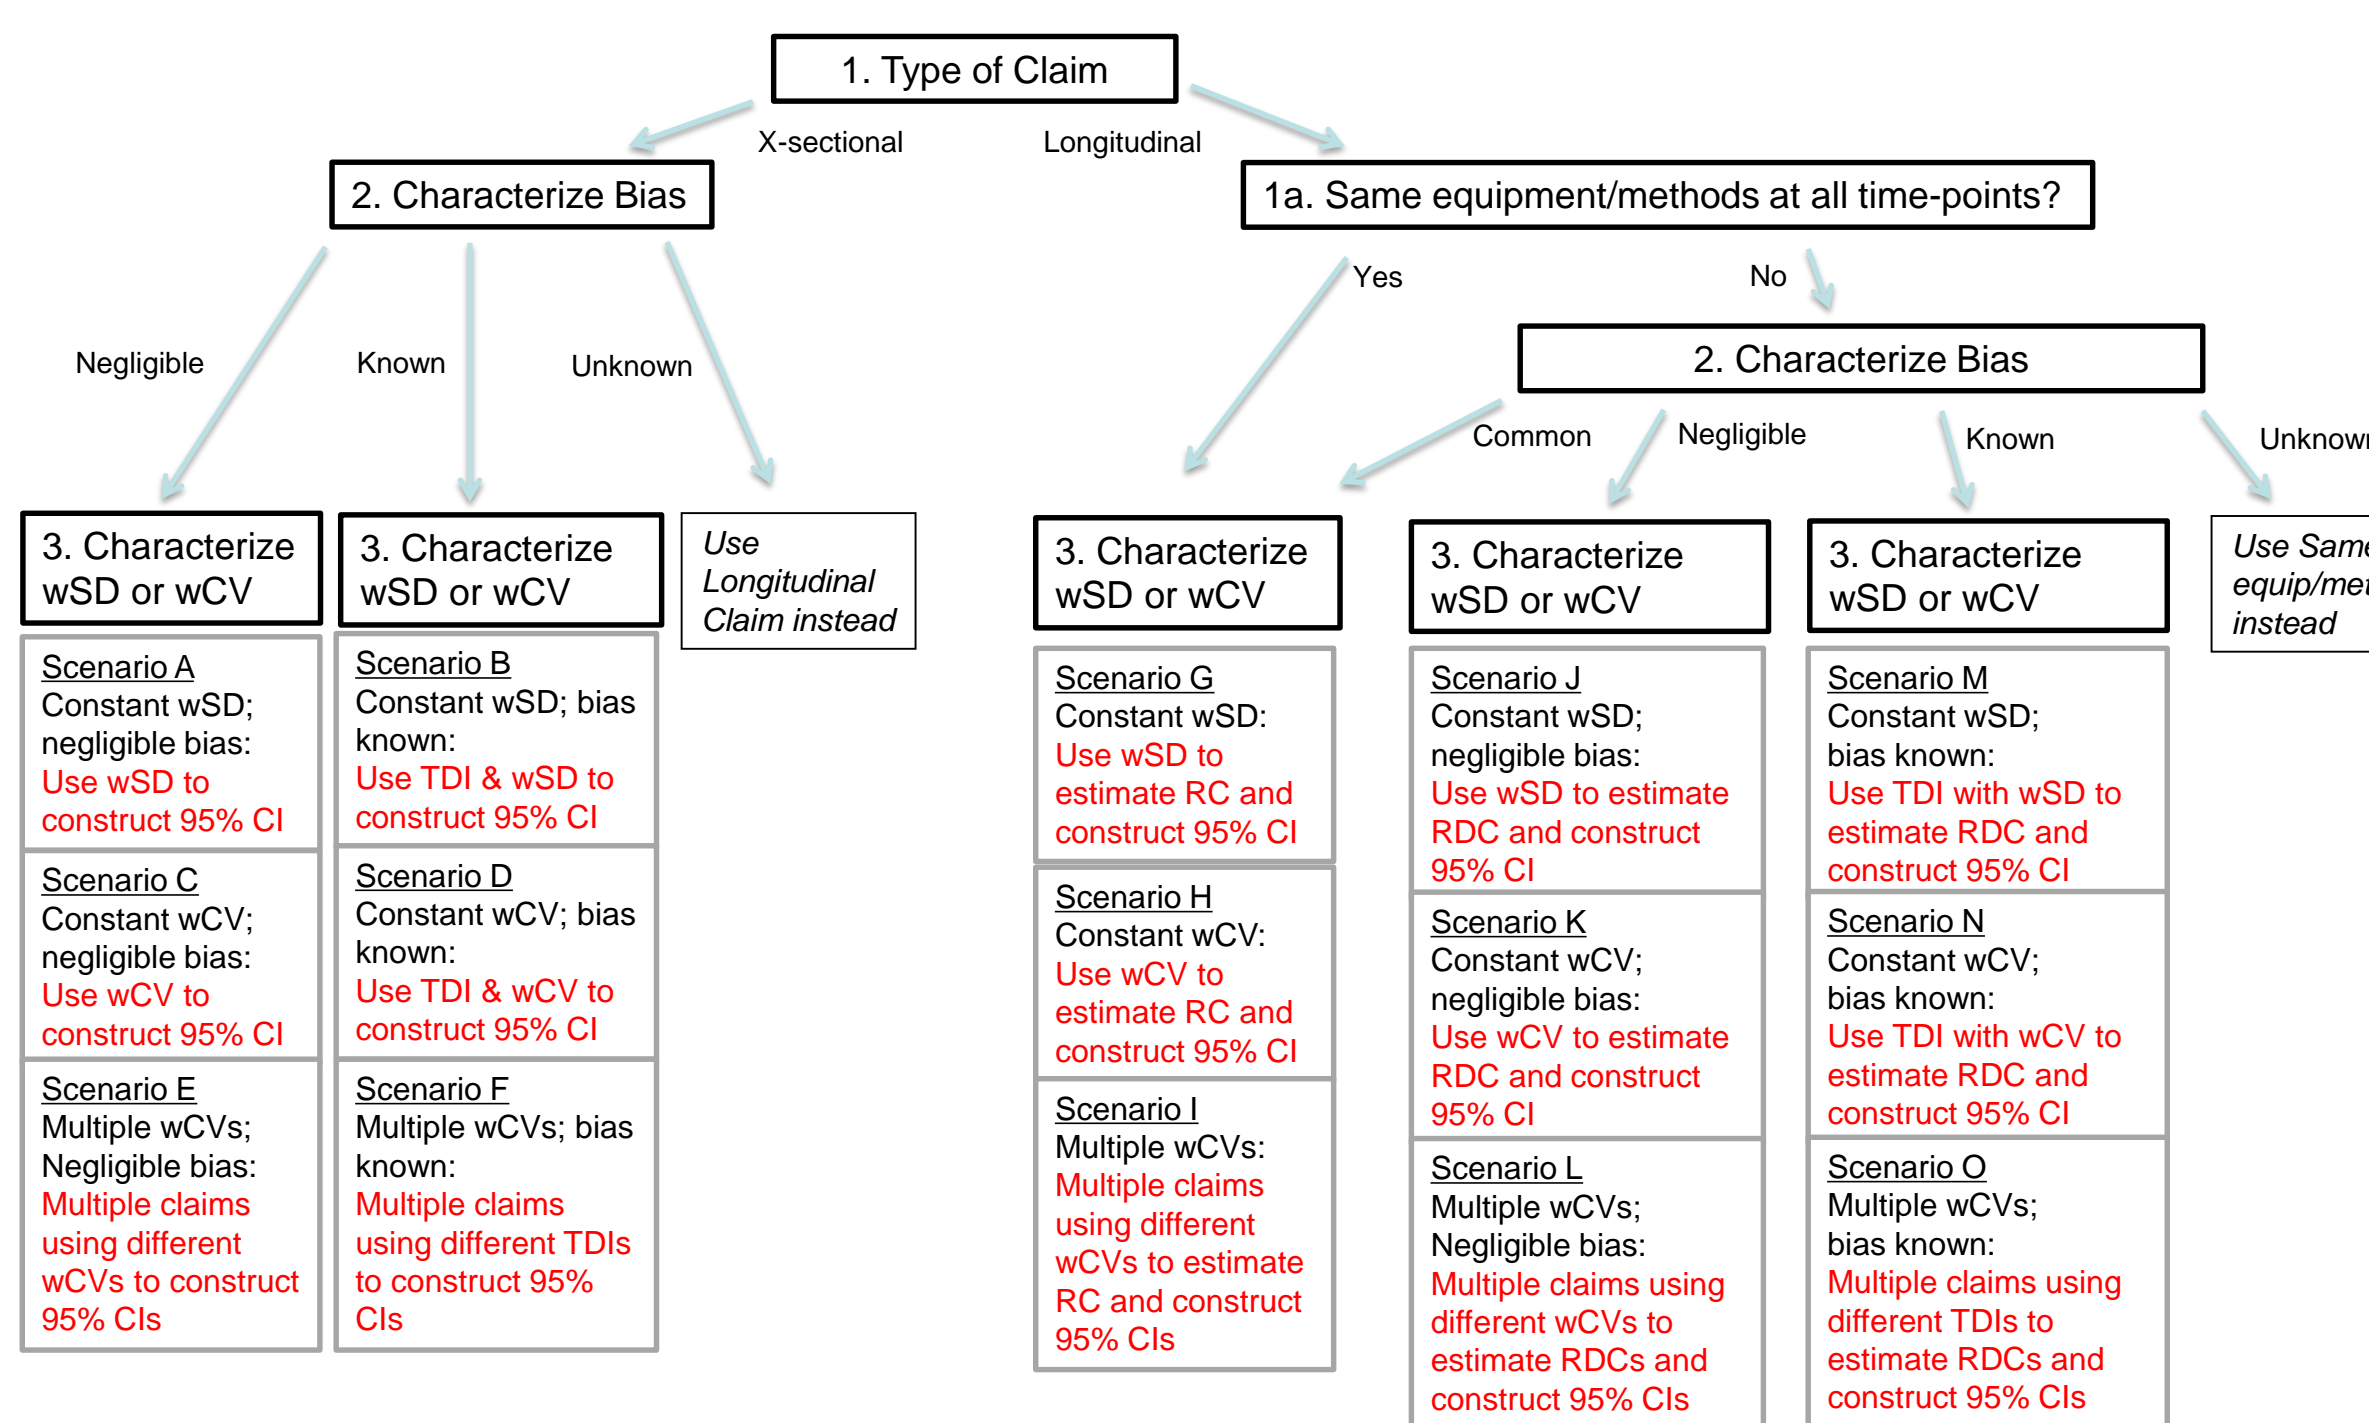 1. Type of Claim
X-sectional
Longitudinal
2. Characterize Bias
1a. Same equipment/methods at all time-points?
Yes
No
2. Characterize Bias
Negligible
Known
Unknown
Common
Negligible
Known
3. Characterize
wSD or wCV
3. Characterize
wSD or wCV
Use
Longitudinal
Claim instead
3. Characterize
wSD or wCV
3. Characterize
wSD or wCV
3. Characterize
wSD or wCV
Use
instead
Scenario A
Constant wSD;
negligible bias:
Use wSD to
construct 95% CI
Scenario C
Constant wCV;
negligible bias:
Use wCV to
construct 95% CI
Scenario E
Multiple wCVs;
Negligible bias:
Multiple claims
using different
wCVs to construct
95% CIs
Scenario B
Constant wSD; bias
known:
Use TDI & wSD to
construct 95% CI
Scenario D
Constant wCV; bias
known:
Use TDI & wCV to
construct 95% CI
Scenario F
Multiple wCVs; bias
known:
Multiple claims
using different TDIs
to construct 95%
CIs
Scenario G
Constant wSD:
Use wSD to
estimate RC and
construct 95% CI
Scenario H
Constant wCV:
Use wCV to
estimate RC and
construct 95% CI
Scenario I
Multiple wCVs:
Multiple claims
using different
wCVs to estimate
RC and construct
95% CIs
Scenario J
Constant wSD;
negligible bias:
Use wSD to estimate
RDC and construct
95% CI
Scenario K
Constant wCV;
negligible bias:
Use wCV to estimate
RDC and construct
95% CI
Scenario L
Multiple wCVs;
Negligible bias:
Multiple claims using
different wCVs to
estimate RDCs and
construct 95% CIs
Scenario M
Constant wSD;
bias known:
Use TDI with wSD to
estimate RDC and
construct 95% CI
Scenario N
Constant wCV;
bias known:
Use TDI with wCV to
estimate RDC and
construct 95% CI
Scenario O
Multiple wCVs;
bias known:
Multiple claims using
different TDIs to
estimate RDCs and
construct 95% CIs